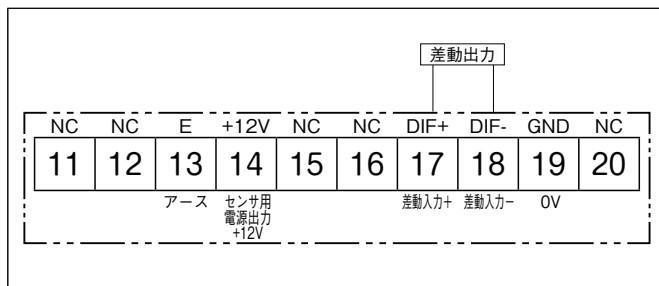 差動出力
NC NC E +12V NC NC DIF+ DIF- GND NC
11 12 13 14 15 16 17 18 19 20
アース センサ用 差動入力+ 差動入力− 0V
電源出力
+12V